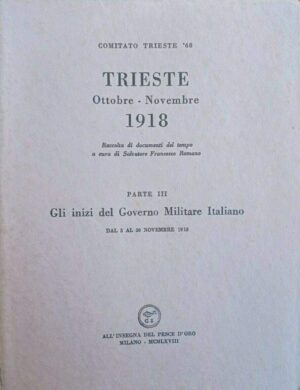 COMITATO TRIESTE '68
TRIESTE
Ottobre - Novembre
1918
Raccolta di documenti del tempo
a cura di Salvatore Francesco Romano
PARTE III
Gli inizi del Governo Militare Italiano
DAL 3 AL 30 NOVEMBRE 1918
ALL'INSEGNA DEL PESCE D'ORO
MILANO - MCMLXVIII